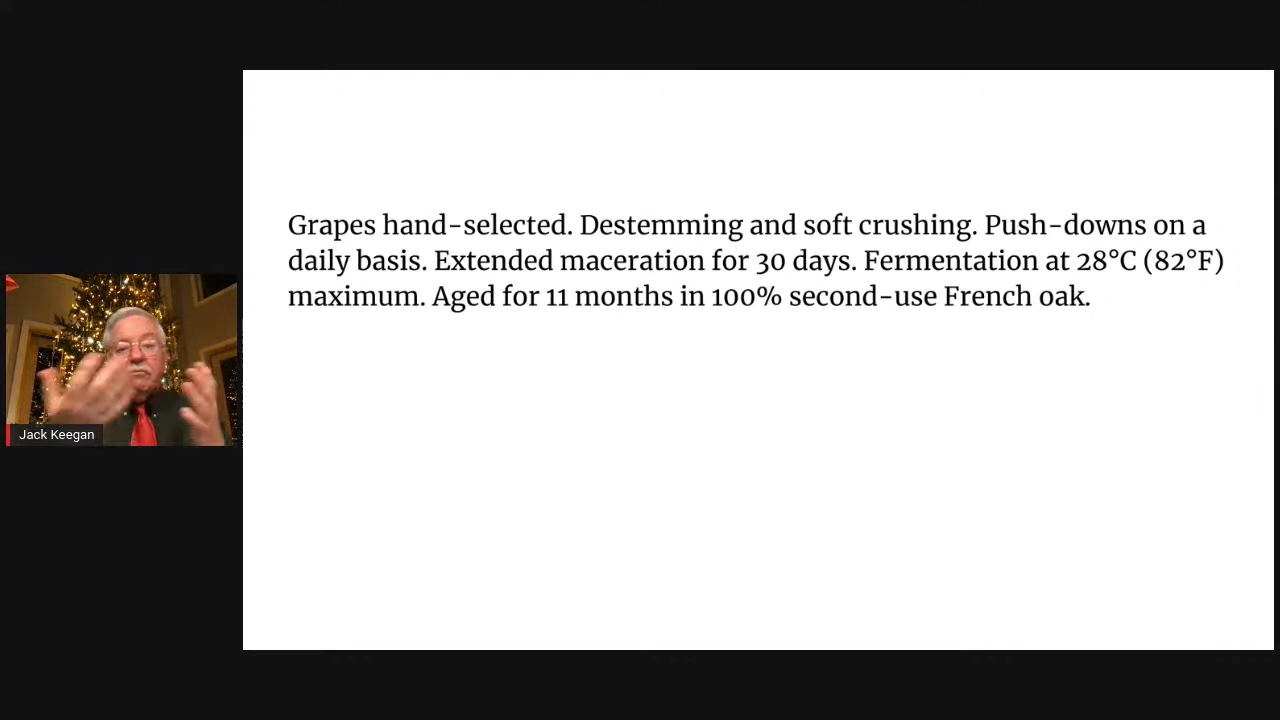 Grapes hand-selected. Destemming and soft crushing. Push-downs on a
daily basis. Extended maceration for 30 days. Fermentation at 28°C (82°F)
maximum. Aged for 11 months in 100% second-use French oak.
Jack Keegan